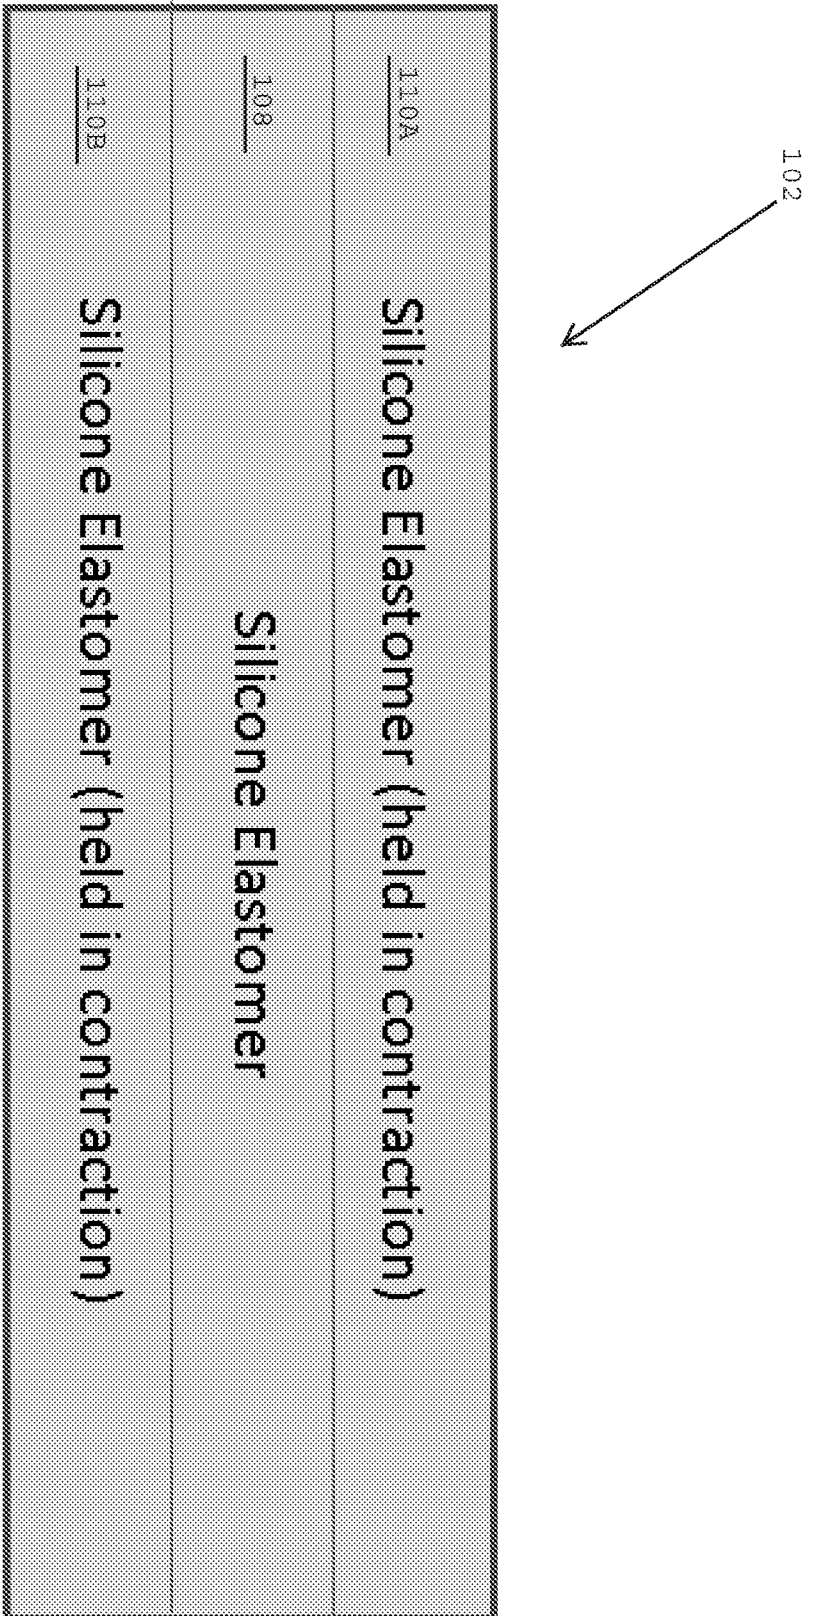 102
110A
Silicone Elastomer (held in contraction)
108
Silicone Elastomer
110B
Silicone Elastomer (held in contraction)